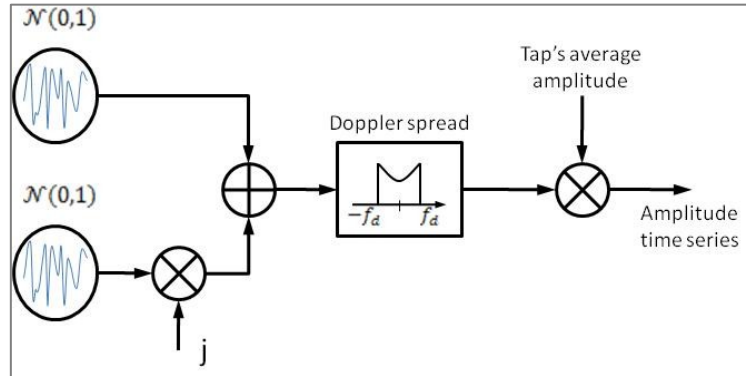 𝒩(0,1)
Tap's average
amplitude
Doppler spread
𝒩(0,1)
−f_d f_d
Amplitude
time series
j